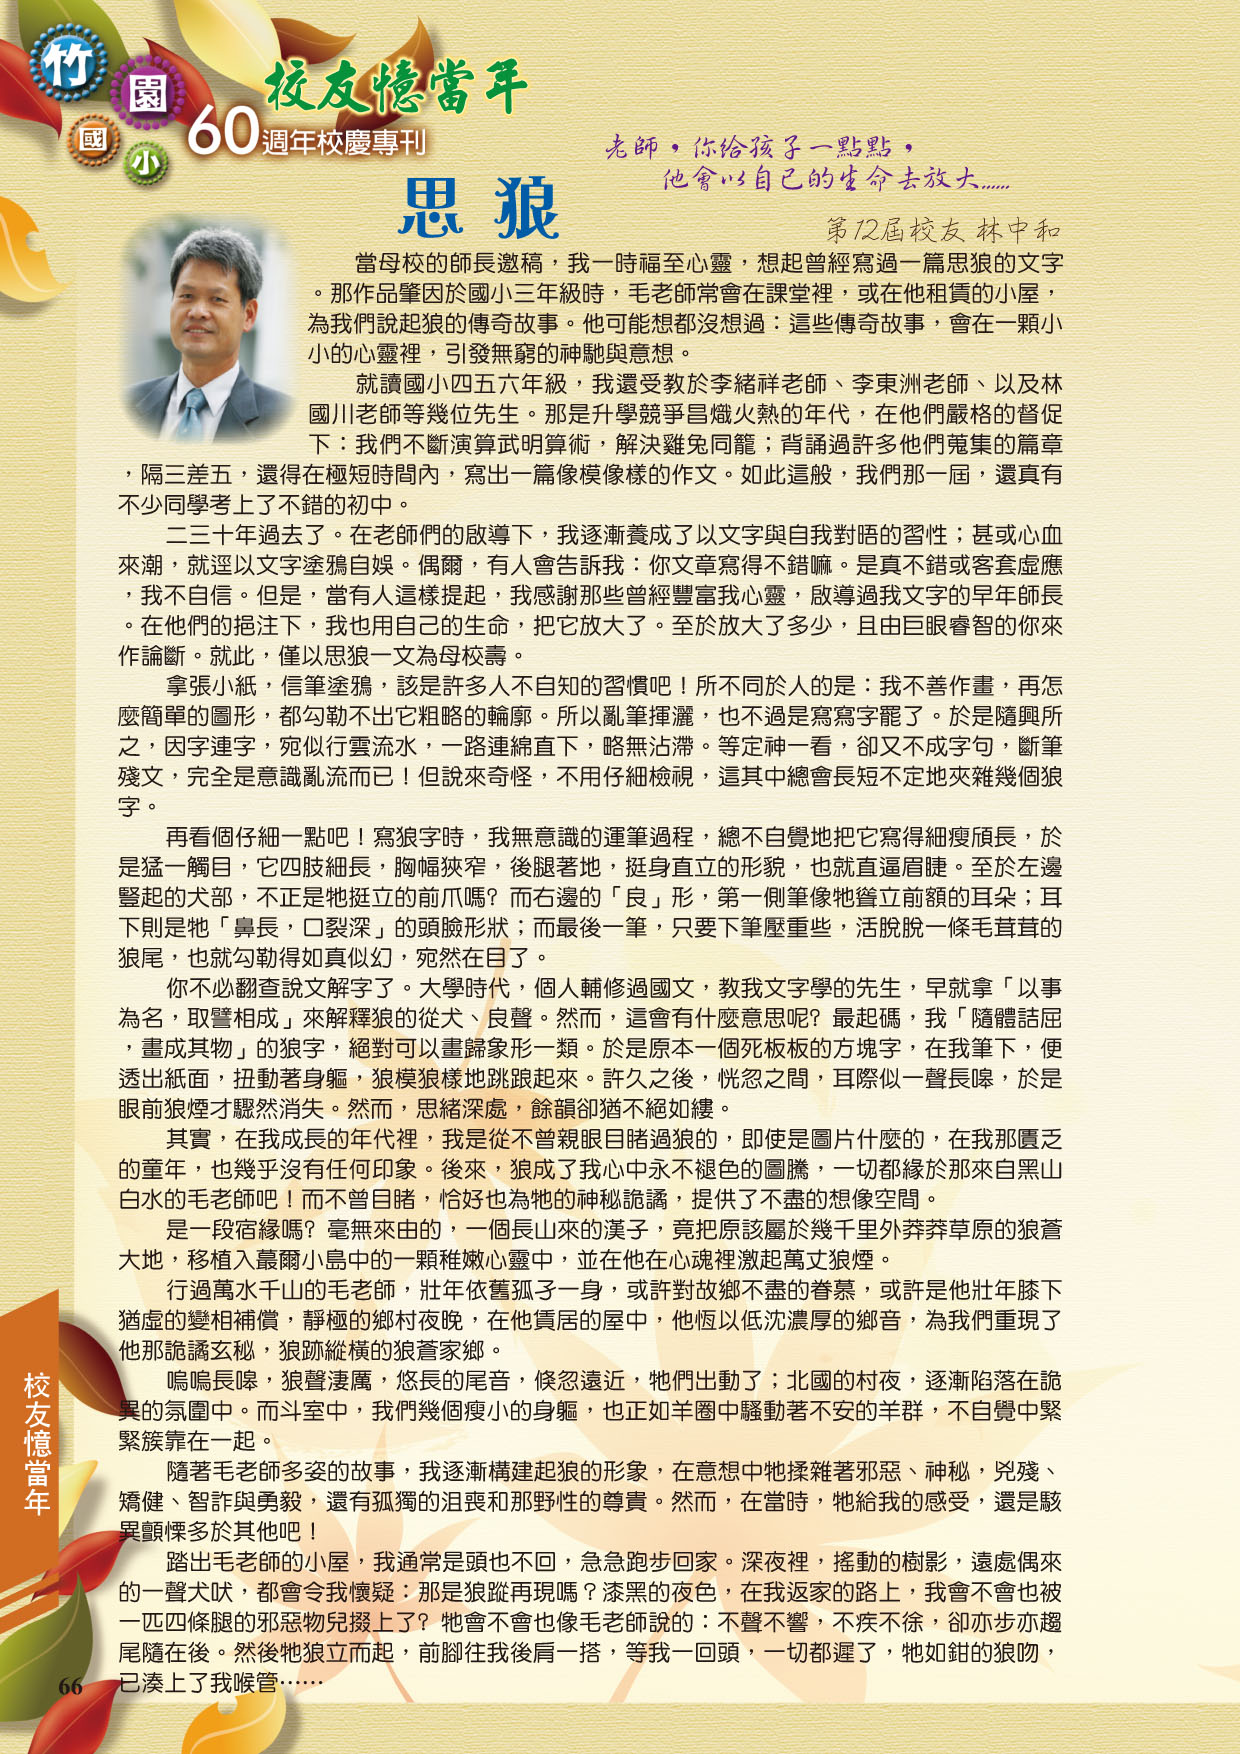 竹園國小
校友憶當年
60週年校慶專刊
老師，你給孩子一點點，
他會以自己的生命去放大……
思狼
第12屆校友 林中和
當母校的師長邀稿，我一時福至心靈，想起曾經寫過一篇思狼的文字
。那作品肇因於國小三年級時，毛老師常會在課堂裡，或在他租賃的小屋，
為我們說起狼的傳奇故事。他可能想都沒想過：這些傳奇故事，會在一顆小
小的心靈裡，引發無窮的神馳與意想。
就讀國小四五六年級，我還受教於李緒祥老師、李東洲老師、以及林
國川老師等幾位先生。那是升學競爭昌熾火熱的年代，在他們嚴格的督促
下：我們不斷演算武明算術，解決雞兔同籠；背誦過許多他們蒐集的篇章
，隔三差五，還得在極短時間內，寫出一篇像模像樣的作文。如此這般，我們那一屆，還真有
不少同學考上了不錯的初中。
二三十年過去了。在老師們的啟導下，我逐漸養成了以文字與自我對晤的習性；甚或心血
來潮，就逕以文字塗鴉自娛。偶爾，有人會告訴我：你文章寫得不錯嘛。是真不錯或客套虛應
，我不自信。但是，當有人這樣提起，我感謝那些曾經豐富我心靈，啟導過我文字的早年師長
。在他們的挹注下，我也用自己的生命，把它放大了。至於放大了多少，且由巨眼睿智的你來
作論斷。就此，僅以思狼一文為母校壽。
拿張小紙，信筆塗鴉，該是許多人不自知的習慣吧！所不同於人的是：我不善作畫，再怎
麼簡單的圖形，都勾勒不出它粗略的輪廓。所以亂筆揮灑，也不過是寫寫字罷了。於是隨興所
之，因字連字，宛似行雲流水，一路連綿直下，略無沾滯。等定神一看，卻又不成字句，斷筆
殘文，完全是意識亂流而已！但說來奇怪，不用仔細檢視，這其中總會長短不定地夾雜幾個狼
字。
再看個仔細一點吧！寫狼字時，我無意識的運筆過程，總不自覺地把它寫得細瘦頎長，於
是猛一觸目，它四肢細長，胸幅狹窄，後腿著地，挺身直立的形貌，也就直逼眉睫。至於左邊
豎起的犬部，不正是牠挺立的前爪嗎？而右邊的「良」形，第一側筆像牠聳立前額的耳朵；耳
下則是牠「鼻長，口裂深」的頭臉形狀；而最後一筆，只要下筆壓重些，活脫脫一條毛茸茸的
狼尾，也就勾勒得如真似幻，宛然在目了。
你不必翻查說文解字了。大學時代，個人輔修過國文，教我文字學的先生，早就拿「以事
為名，取譬相成」來解釋狼的從犬、良聲。然而，這會有什麼意思呢？最起碼，我「隨體詰屈
，畫成其物」的狼字，絕對可以畫歸象形一類。於是原本一個死板板的方塊字，在我筆下，便
透出紙面，扭動著身軀，狼模狼樣地跳踉起來。許久之後，恍忽之間，耳際似一聲長嗥，於是
眼前狼煙才驟然消失。然而，思緒深處，餘韻卻猶不絕如縷。
其實，在我成長的年代裡，我是從不曾親眼目睹過狼的，即使是圖片什麼的，在我那匱乏
的童年，也幾乎沒有任何印象。後來，狼成了我心中永不褪色的圖騰，一切都緣於那來自黑山
白水的毛老師吧！而不曾目睹，恰好也為牠的神秘詭譎，提供了不盡的想像空間。
是一段宿緣嗎？毫無來由的，一個長山來的漢子，竟把原該屬於幾千里外莽莽草原的狼蒼
大地，移植入蕞爾小島中的一顆稚嫩心靈中，並在他在心魂裡激起萬丈狼煙。
行過萬水千山的毛老師，壯年依舊孤孑一身，或許對故鄉不盡的眷慕，或許是他壯年膝下
猶虛的變相補償，靜極的鄉村夜晚，在他賃居的屋中，他恆以低沈濃厚的鄉音，為我們重現了
他那詭譎玄秘，狼跡縱橫的狼蒼家鄉。
嗚嗚長嗥，狼聲淒厲，悠長的尾音，倏忽遠近，牠們出動了；北國的村夜，逐漸陷落在詭
異的氛圍中。而斗室中，我們幾個瘦小的身軀，也正如羊圈中騷動著不安的羊群，不自覺中緊
緊簇靠在一起。
隨著毛老師多姿的故事，我逐漸構建起狼的形象，在意想中牠揉雜著邪惡、神秘，兇殘、
矯健、智詐與勇毅，還有孤獨的沮喪和那野性的尊貴。然而，在當時，牠給我的感受，還是駭
異顫慄多於其他吧！
踏出毛老師的小屋，我通常是頭也不回，急急跑步回家。深夜裡，搖動的樹影，遠處偶來
的一聲犬吠，都會令我懷疑：那是狼蹤再現嗎？漆黑的夜色，在我返家的路上，我會不會也被
一匹四條腿的邪惡物兒掇上了？牠會不會也像毛老師說的：不聲不響，不疾不徐，卻亦步亦趨
尾隨在後。然後牠狼立而起，前腳往我後肩一搭，等我一回頭，一切都遲了，牠如鉗的狼吻，
已湊上了我喉管……
校友憶當年
66